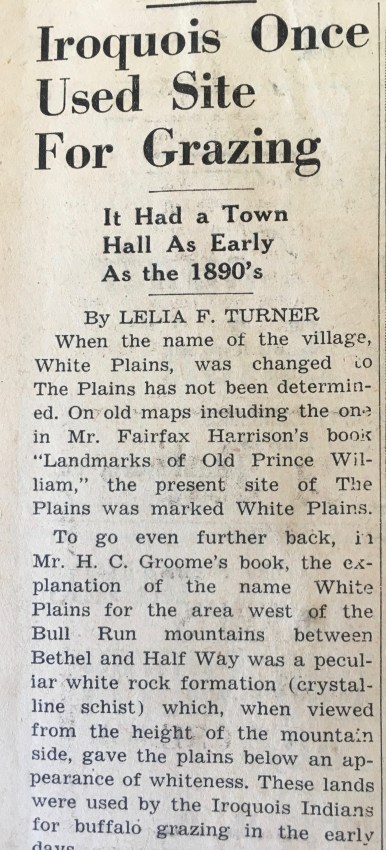 Iroquois Once
Used Site
For Grazing
It Had a Town
Hall As Early
As the 1890's
By LELIA F. TURNER
When the name of the village,
White Plains, was changed to
The Plains has not been determin-
ed. On old maps including the one
in Mr. Fairfax Harrison's book
"Landmarks of Old Prince Wil-
liam," the present site of The
Plains was marked White Plains.
To go even further back, in
Mr. H. C. Groome's book, the ex-
planation of the name White
Plains for the area west of the
Bull Run mountains between
Bethel and Half Way was a pecul-
iar white rock formation (crystal-
line schist) which, when viewed
from the height of the mountain
side, gave the plains below an ap-
pearance of whiteness. These lands
were used by the Iroquois Indians
for buffalo grazing in the early
days